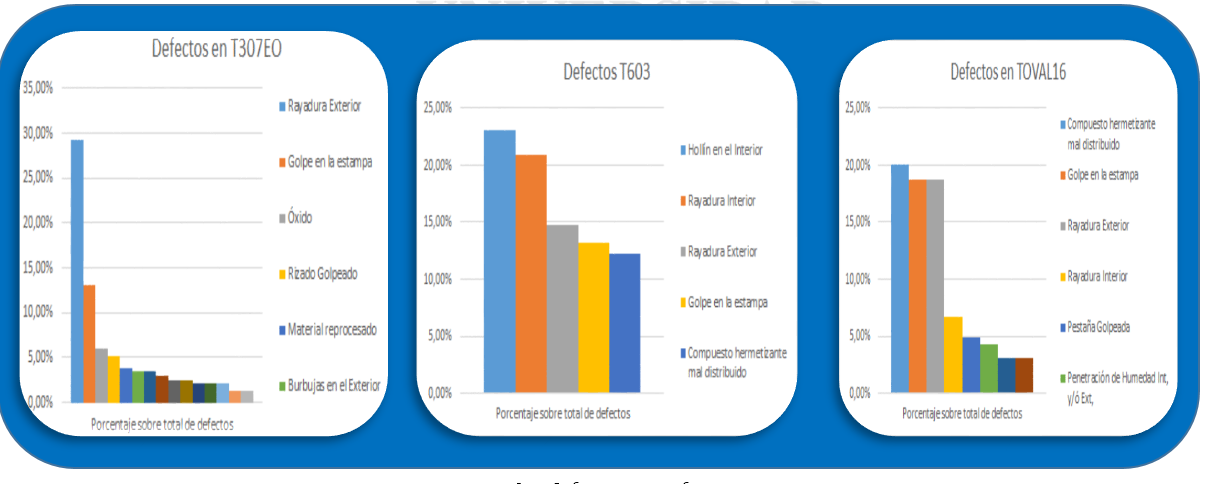 Defectos en T307EO
35,00%
30,00%
25,00%
20,00%
15,00%
10,00%
5,00%
0,00%
Rayadura Exterior
Golpe en la estampa
Óxido
Rizado Golpeado
Material reprocesado
Burbujas en el Exterior
Porcentaje sobre total de defectos
Defectos T603
25,00%
20,00%
15,00%
10,00%
5,00%
0,00%
Hollín en el Interior
Rayadura Interior
Rayadura Exterior
Golpe en la estampa
Compuesto hermetizante
mal distribuido
Porcentaje sobre total de defectos
Defectos en TOVAL16
25,00%
20,00%
15,00%
10,00%
5,00%
0,00%
Compuesto hermetizante
mal distribuido
Golpe en la estampa
Rayadura Exterior
Rayadura Interior
Pestaña Golpeada
Penetración de Humedad Int,
y/ó Ext,
Porcentaje sobre total de defectos